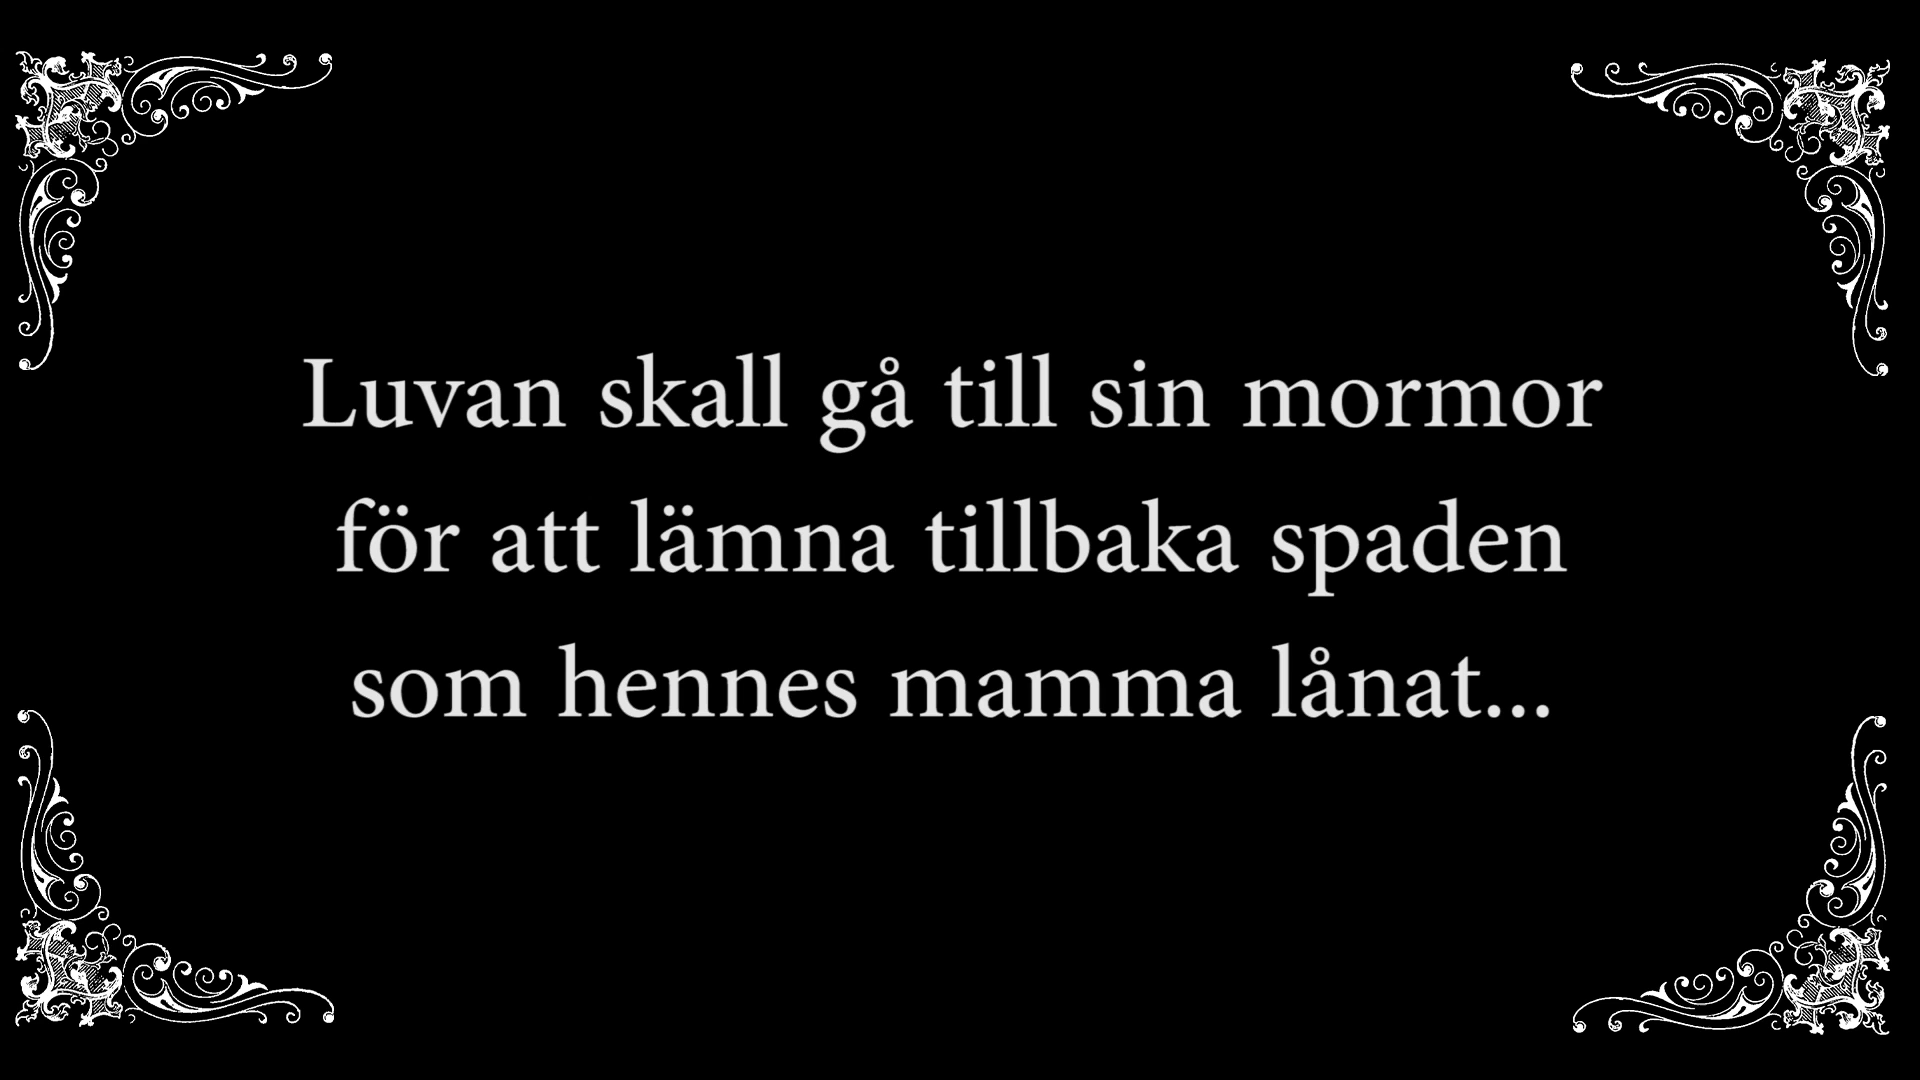 Luvan skall gå till sin mormor
för att lämna tillbaka spaden
som hennes mamma lånat...